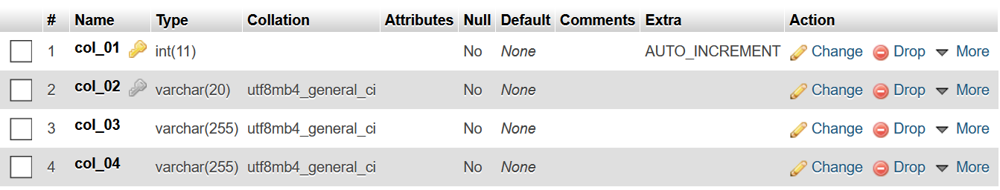 # Name Type Collation Attributes Null Default Comments Extra Action
1 col_01 int(11) No None AUTO_INCREMENT Change Drop More
2 col_02 varchar(20) utf8mb4_general_ci No None Change Drop More
3 col_03 varchar(255) utf8mb4_general_ci No None Change Drop More
4 col_04 varchar(255) utf8mb4_general_ci No None Change Drop More